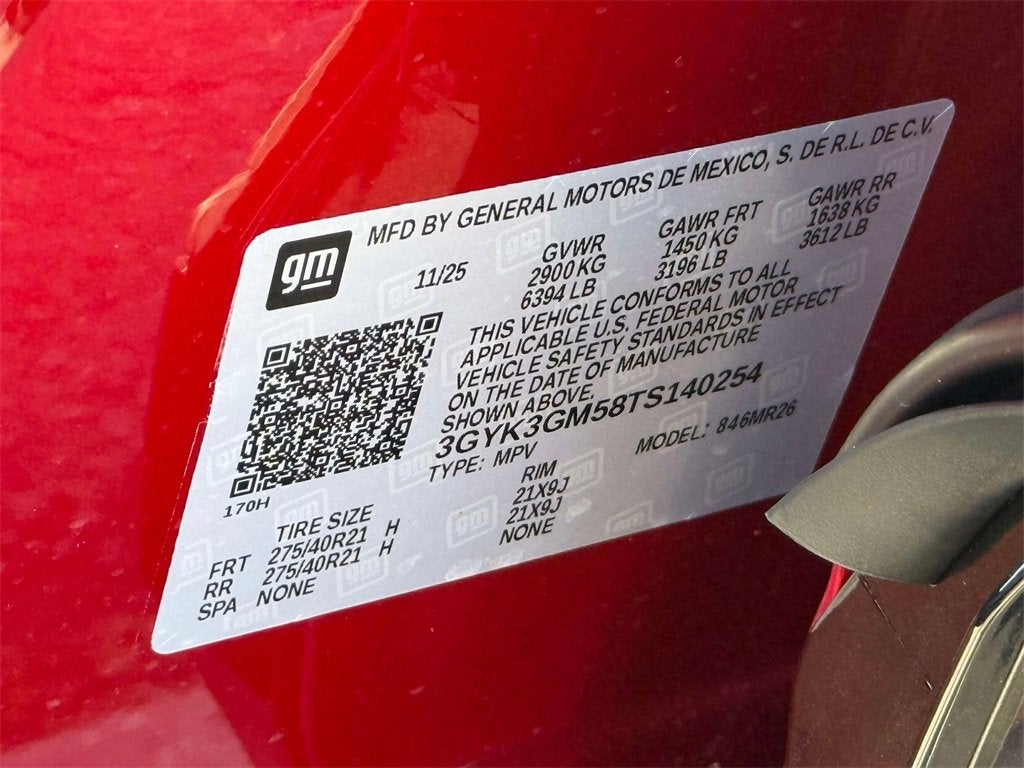 gm
MFD BY GENERAL MOTORS DE MEXICO, S. DE R.L. DE C.V.
11/25
GVWR
2900 KG
6394 LB
GAWR FRT
1450 KG
3196 LB
GAWR RR
1638 KG
3612 LB
THIS VEHICLE CONFORMS TO ALL
APPLICABLE U.S. FEDERAL MOTOR
VEHICLE SAFETY STANDARDS IN EFFECT
ON THE DATE OF MANUFACTURE
SHOWN ABOVE.
3GYK3GM58TS140254
TYPE: MPV MODEL: 846MR26
170H
TIRE SIZE RIM
FRT 275/40R21 H 21X9J
RR 275/40R21 H 21X9J
SPA NONE NONE